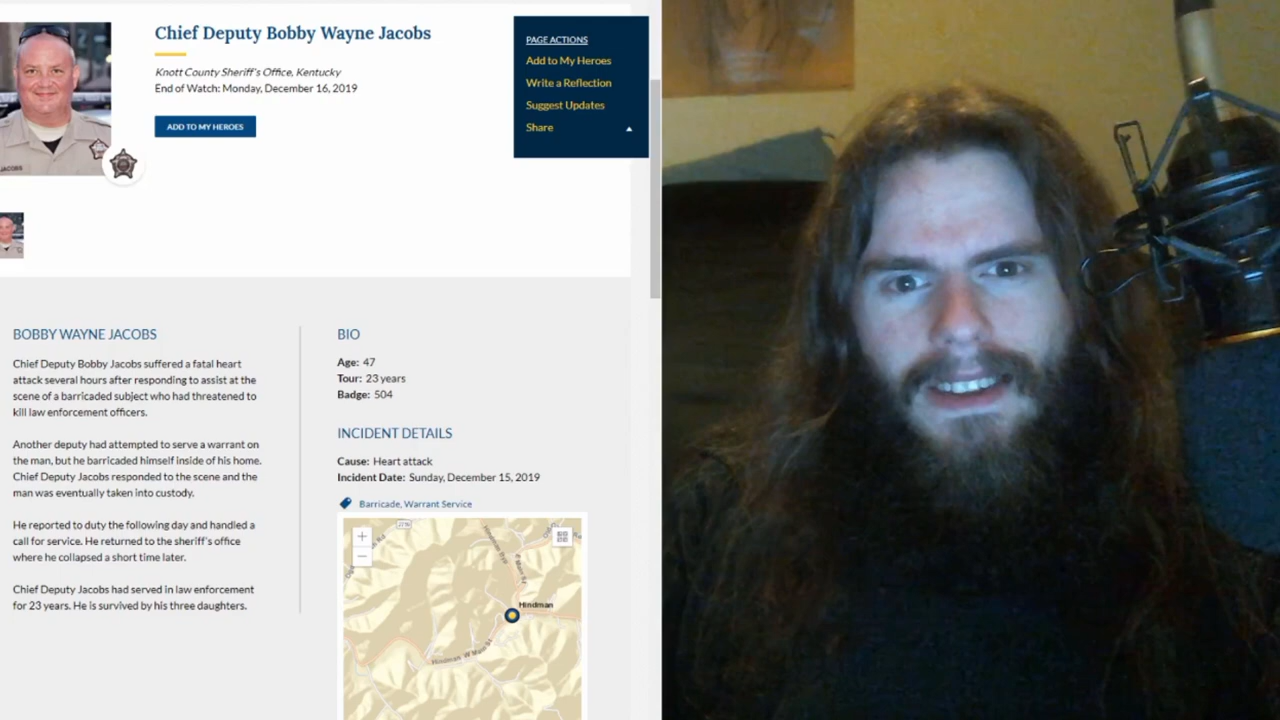 Chief Deputy Bobby Wayne Jacobs
Knott County Sheriff's Office, Kentucky
End of Watch: Monday, December 16, 2019
ADD TO MY HEROES
PAGE ACTIONS
Add to My Heroes
Write a Reflection
Suggest Updates
Share
JACOBS
BOBBY WAYNE JACOBS
Chief Deputy Bobby Jacobs suffered a fatal heart
attack several hours after responding to assist at the
scene of a barricaded subject who had threatened to
kill law enforcement officers.
Another deputy had attempted to serve a warrant on
the man, but he barricaded himself inside of his home.
Chief Deputy Jacobs responded to the scene and the
man was eventually taken into custody.
He reported to duty the following day and handled a
call for service. He returned to the sheriff's office
where he collapsed a short time later.
Chief Deputy Jacobs had served in law enforcement
for 23 years. He is survived by his three daughters.
BIO
Age: 47
Tour: 23 years
Badge: 504
INCIDENT DETAILS
Cause: Heart attack
Incident Date: Sunday, December 15, 2019
Barricade, Warrant Service
+
−
Hindman
Hindman W Main St